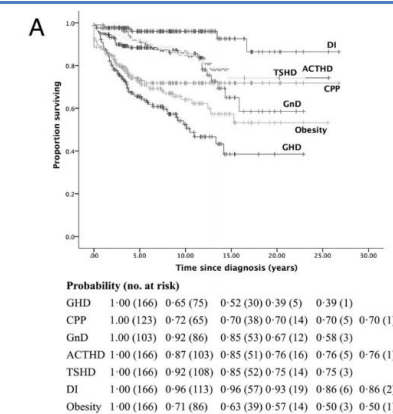 A
1.0
0.8
0.6
0.4
0.2
0.0
Proportion surviving
DI
TSHD
ACTHD
CPP
GnD
Obesity
GHD
.00 5.00 10.00 15.00 20.00 25.00 30.00
Time since diagnosis (years)
Probability (no. at risk)
GHD 1·00 (166) 0·65 (75) 0·52 (30) 0·39 (5) 0·39 (1)
CPP 1.00 (123) 0·72 (65) 0·70 (38) 0·70 (14) 0·70 (5) 0·70 (1)
GnD 1.00 (103) 0·92 (86) 0·85 (53) 0·67 (12) 0·58 (3)
ACTHD 1·00 (166) 0·87 (103) 0·85 (51) 0·76 (16) 0·76 (5) 0·76 (1
TSHD 1·00 (166) 0·92 (108) 0·85 (52) 0·75 (14) 0·75 (3)
DI 1·00 (166) 0·96 (113) 0·96 (57) 0·93 (19) 0·86 (6) 0·86 (2
Obesity 1·00 (166) 0·71 (86) 0·63 (39) 0·57 (14) 0·50 (3) 0·50 (1